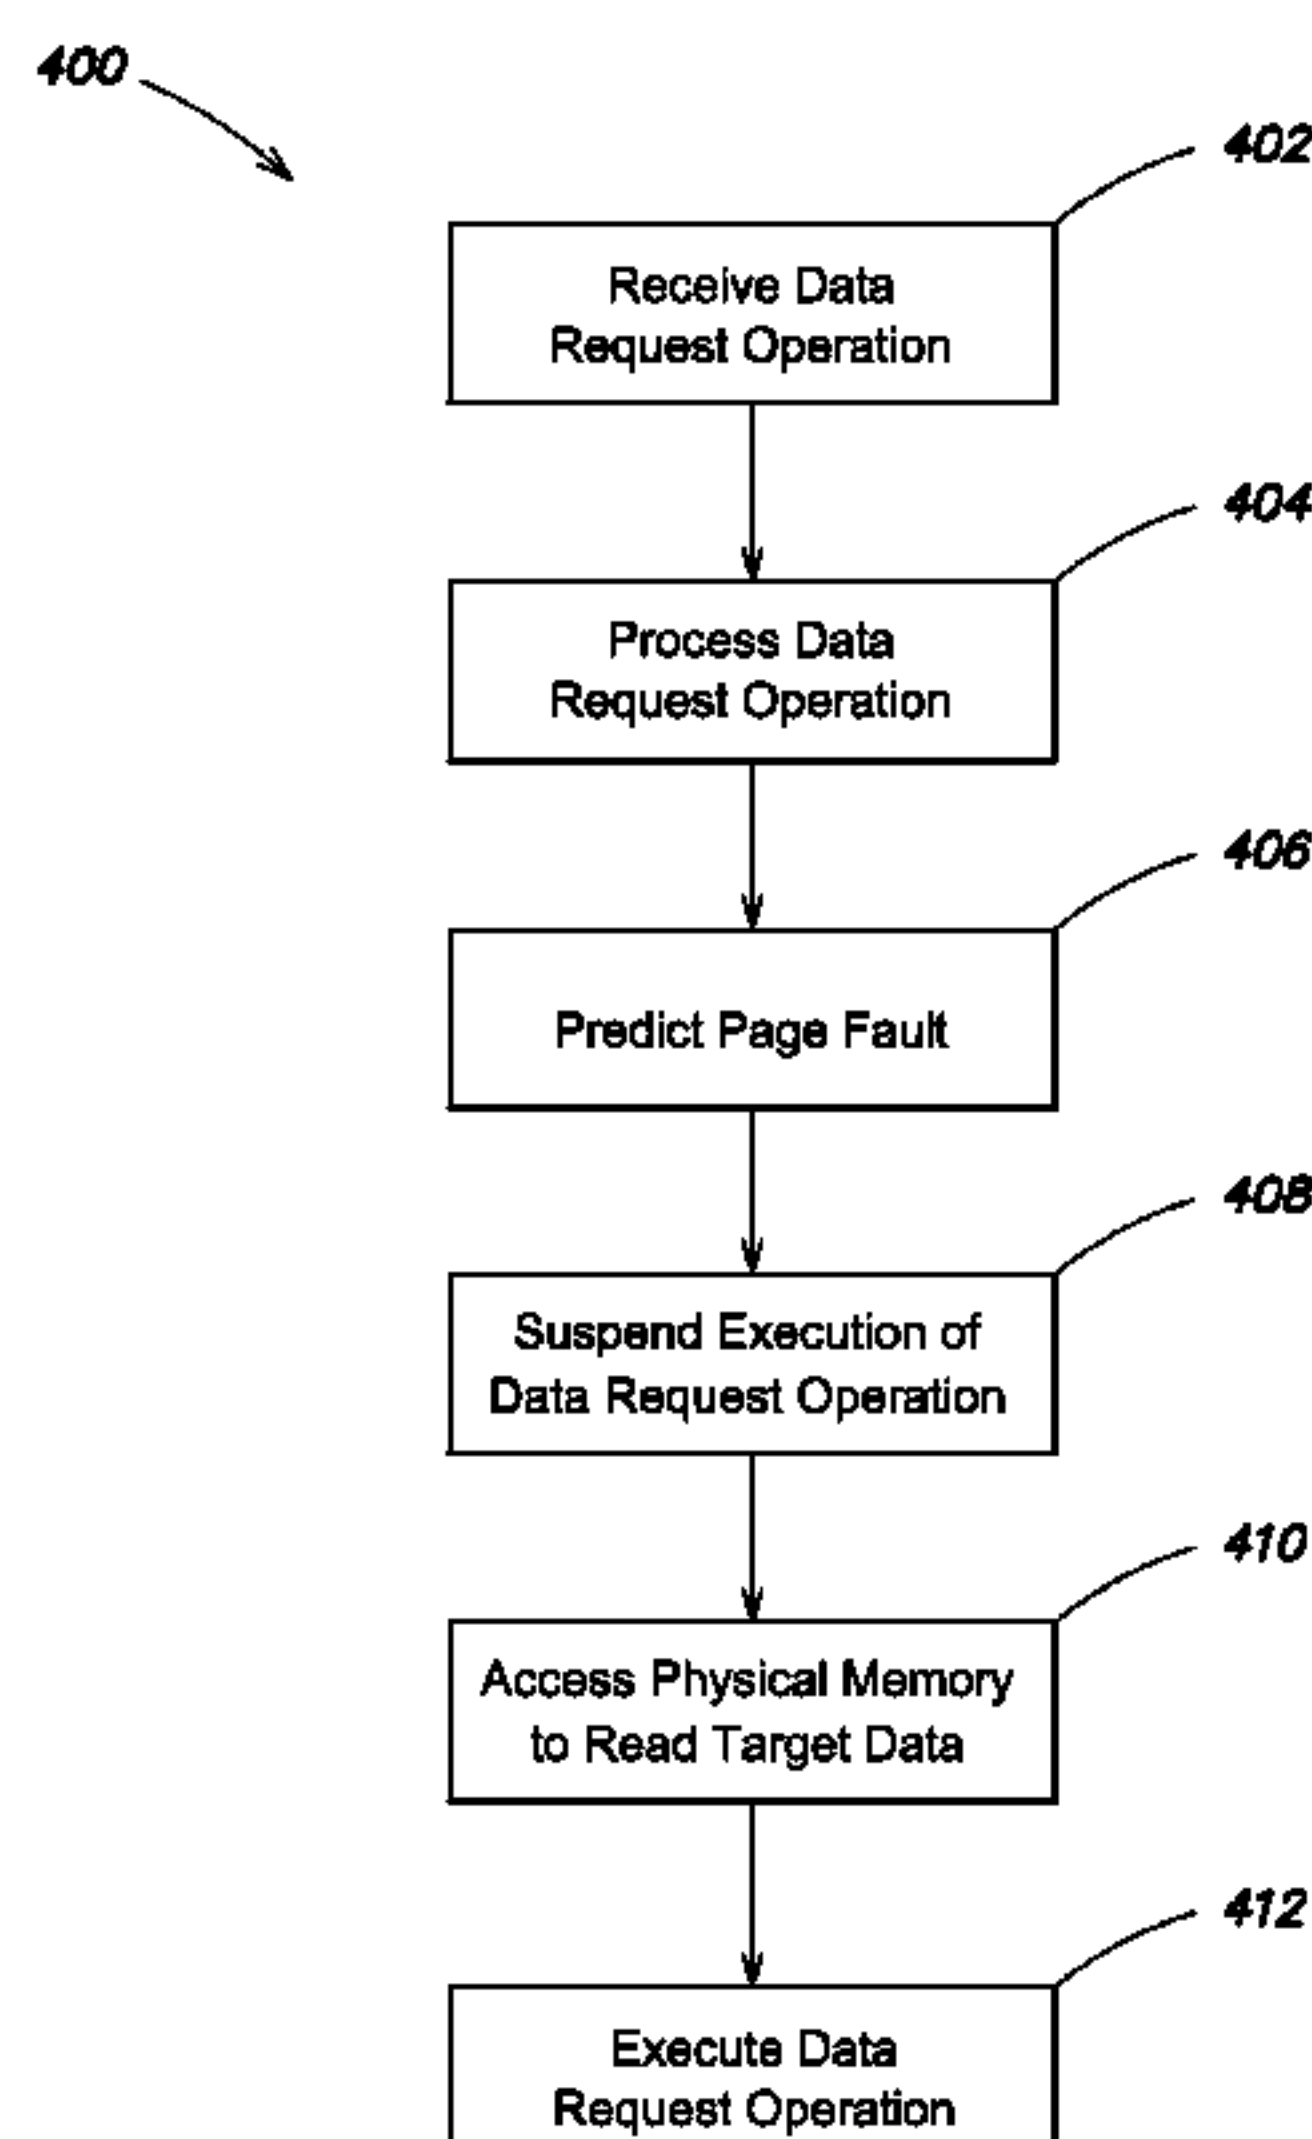 400
402
Receive Data
Request Operation
404
Process Data
Request Operation
406
Predict Page Fault
408
Suspend Execution of
Data Request Operation
410
Access Physical Memory
to Read Target Data
412
Execute Data
Request Operation